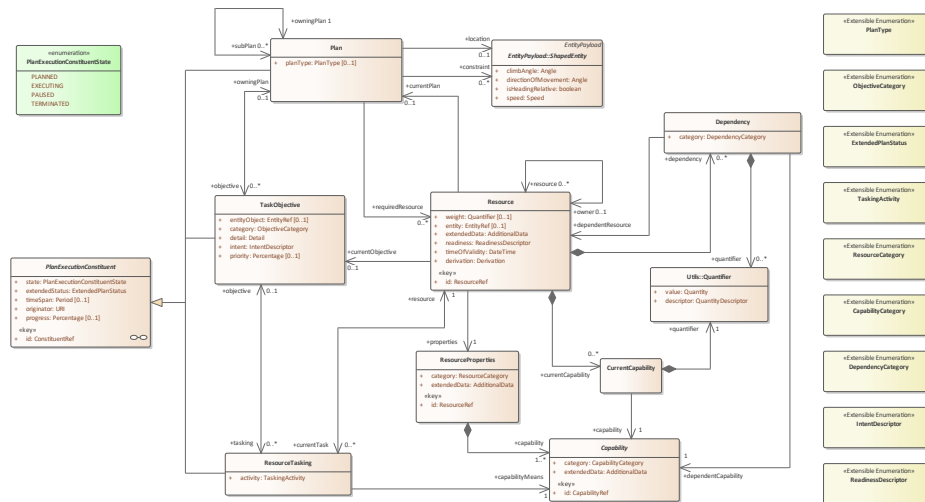 «enumeration»
PlanExecutionConstituentState
PLANNED
EXECUTING
PAUSED
TERMINATED
+owningPlan 1
+subPlan 0..*
Plan
+ planType: PlanType [0..1]
+owningPlan
0..1
+location
0..1
+constraint
0..*
+currentPlan
0..1
EntityPayload
EntityPayload::ShapedEntity
+ climbAngle: Angle
+ directionOfMovement: Angle
+ isHeadingRelative: boolean
+ speed: Speed
Dependency
+ category: DependencyCategory
+dependency
0..*
+objective
0..*
+requiredResource
0..*
+resource 0..*
+owner 0..1
+dependentResource
TaskObjective
+ entityObject: EntityRef [0..1]
+ category: ObjectiveCategory
+ detail: Detail
+ intent: IntentDescriptor
+ priority: Percentage [0..1]
+objective
0..1
+currentObjective
0..1
Resource
+ weight: Quantifier [0..1]
+ entity: EntityRef [0..1]
+ extendedData: AdditionalData
+ readiness: ReadinessDescriptor
+ timeOfValidity: DateTime
+ derivation: Derivation
«key»
+ id: ResourceRef
+quantifier
0..*
Utils::Quantifier
+ value: Quantity
+ descriptor: QuantityDescriptor
+quantifier
1
PlanExecutionConstituent
+ state: PlanExecutionConstituentState
+ extendedStatus: ExtendedPlanStatus
+ timeSpan: Period [0..1]
+ originator: URI
+ progress: Percentage [0..1]
«key»
+ id: ConstituentRef
+resource
1
+properties
1
ResourceProperties
+ category: ResourceCategory
+ extendedData: AdditionalData
«key»
+ id: ResourceRef
0..*
+currentCapability
CurrentCapability
+capability
1
+tasking
0..*
+currentTask
0..*
+capability
1..*
ResourceTasking
+ activity: TaskingActivity
+capabilityMeans
1
Capability
+ category: CapabilityCategory
+ extendedData: AdditionalData
«key»
+ id: CapabilityRef
1
+dependentCapability
«Extensible Enumeration»
PlanType
«Extensible Enumeration»
ObjectiveCategory
«Extensible Enumeration»
ExtendedPlanStatus
«Extensible Enumeration»
TaskingActivity
«Extensible Enumeration»
ResourceCategory
«Extensible Enumeration»
CapabilityCategory
«Extensible Enumeration»
DependencyCategory
«Extensible Enumeration»
IntentDescriptor
«Extensible Enumeration»
ReadinessDescriptor